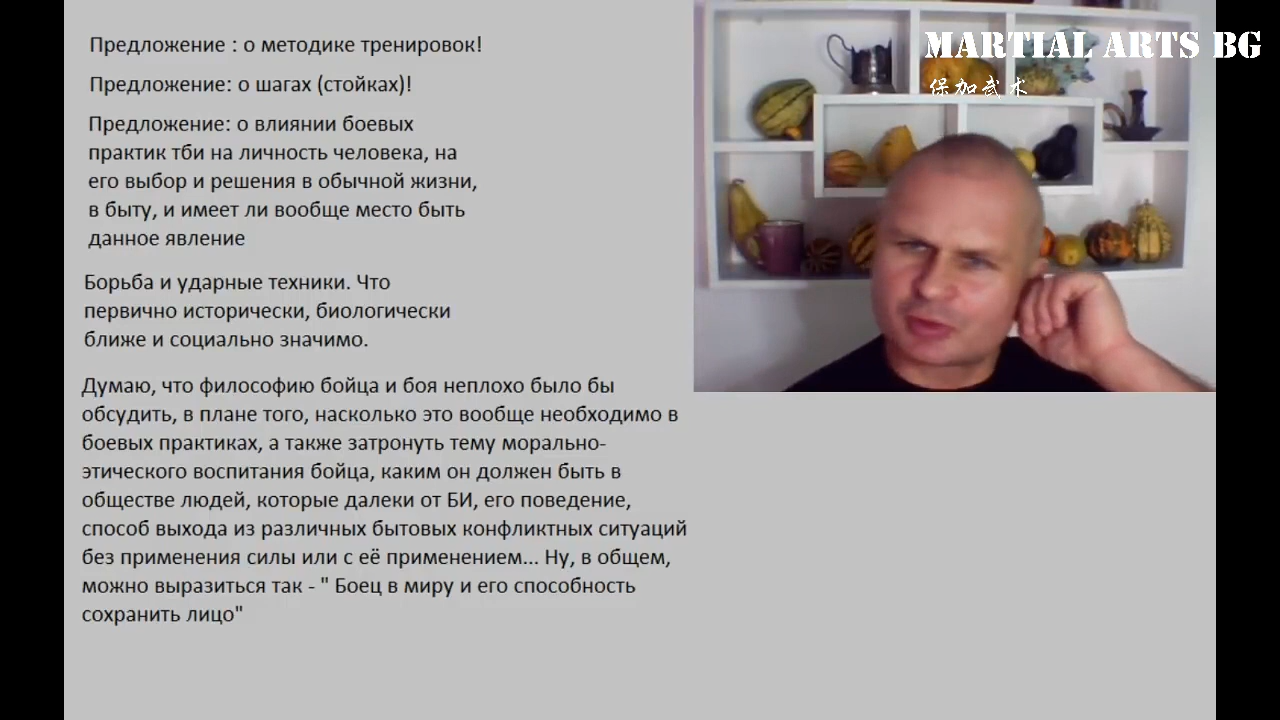 Предложение : о методике тренировок!
Предложение: о шагах (стойках)!
Предложение: о влиянии боевых
практик тби на личность человека, на
его выбор и решения в обычной жизни,
в быту, и имеет ли вообще место быть
данное явление
Борьба и ударные техники. Что
первично исторически, биологически
ближе и социально значимо.
Думаю, что философию бойца и боя неплохо было бы
обсудить, в плане того, насколько это вообще необходимо в
боевых практиках, а также затронуть тему морально-
этического воспитания бойца, каким он должен быть в
обществе людей, которые далеки от БИ, его поведение,
способ выхода из различных бытовых конфликтных ситуаций
без применения силы или с её применением... Ну, в общем,
можно выразиться так - " Боец в миру и его способность
сохранить лицо"
MARTIAL ARTS BG
保加武术